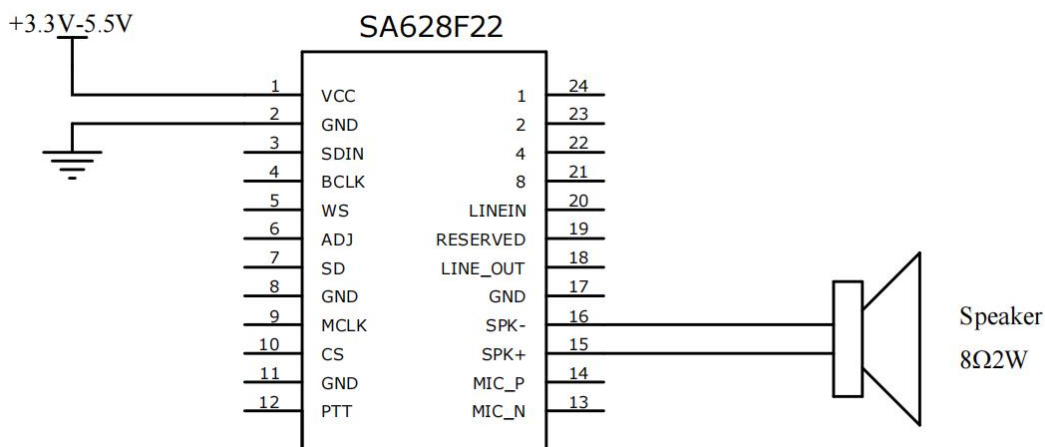 +3.3V-5.5V
SA628F22
1 VCC 1 24
2 GND 2 23
3 SDIN 4 22
4 BCLK 8 21
5 WS LINEIN 20
6 ADJ RESERVED 19
7 SD LINE_OUT 18
8 GND GND 17
9 MCLK SPK- 16
10 CS SPK+ 15
11 GND MIC_P 14
12 PTT MIC_N 13
Speaker
8Ω2W